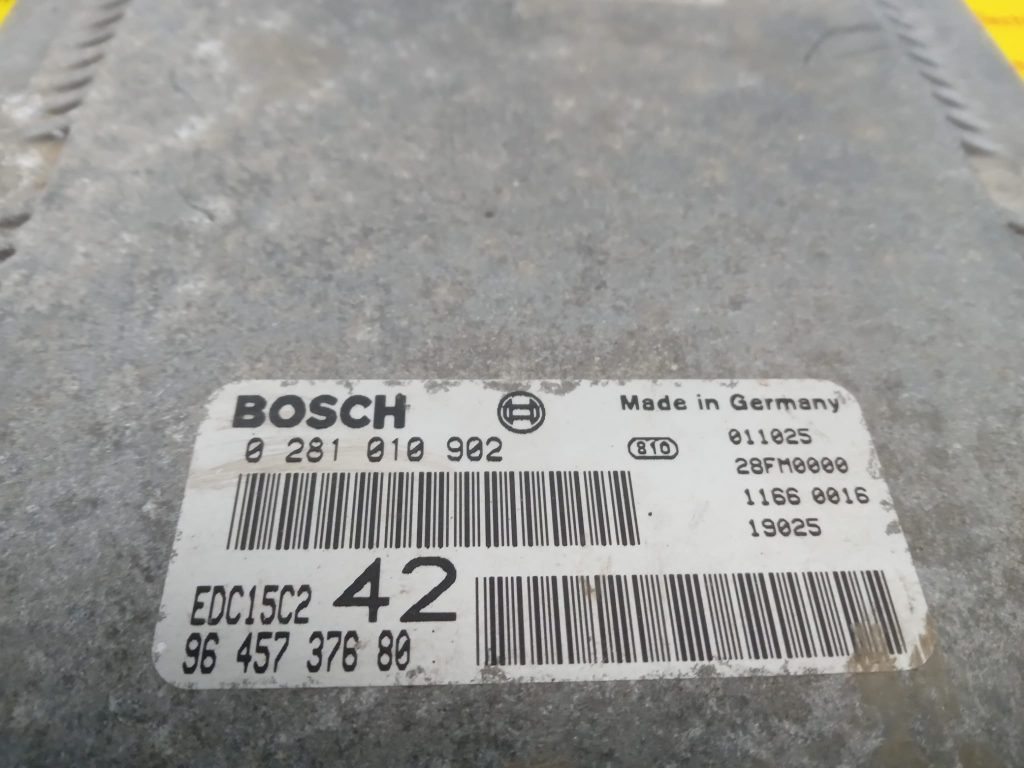 BOSCH
Made in Germany
0 281 010 902
810
011025
28FM0000
1166 0016
19025
EDC15C2 42
96 457 376 80